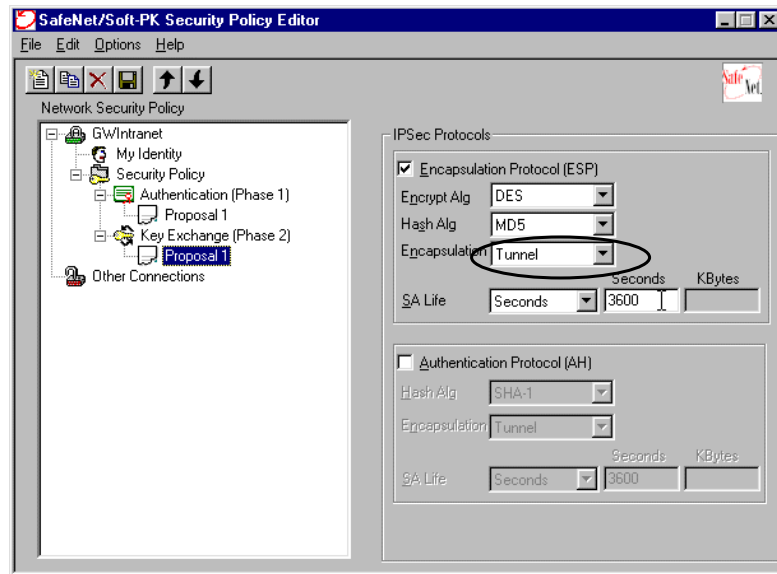 SafeNet/Soft-PK Security Policy Editor
File Edit Options Help
Safe Net.
Network Security Policy
GWIntranet
My Identity
Security Policy
Authentication (Phase 1)
Proposal 1
Key Exchange (Phase 2)
Proposal 1
Other Connections
IPSec Protocols
Encapsulation Protocol (ESP)
Encrypt Alg DES
Hash Alg MD5
Encapsulation Tunnel
Seconds KBytes
SA Life Seconds 3600
Authentication Protocol (AH)
Hash Alg SHA-1
Encapsulation Tunnel
Seconds KBytes
SA Life Seconds 3600